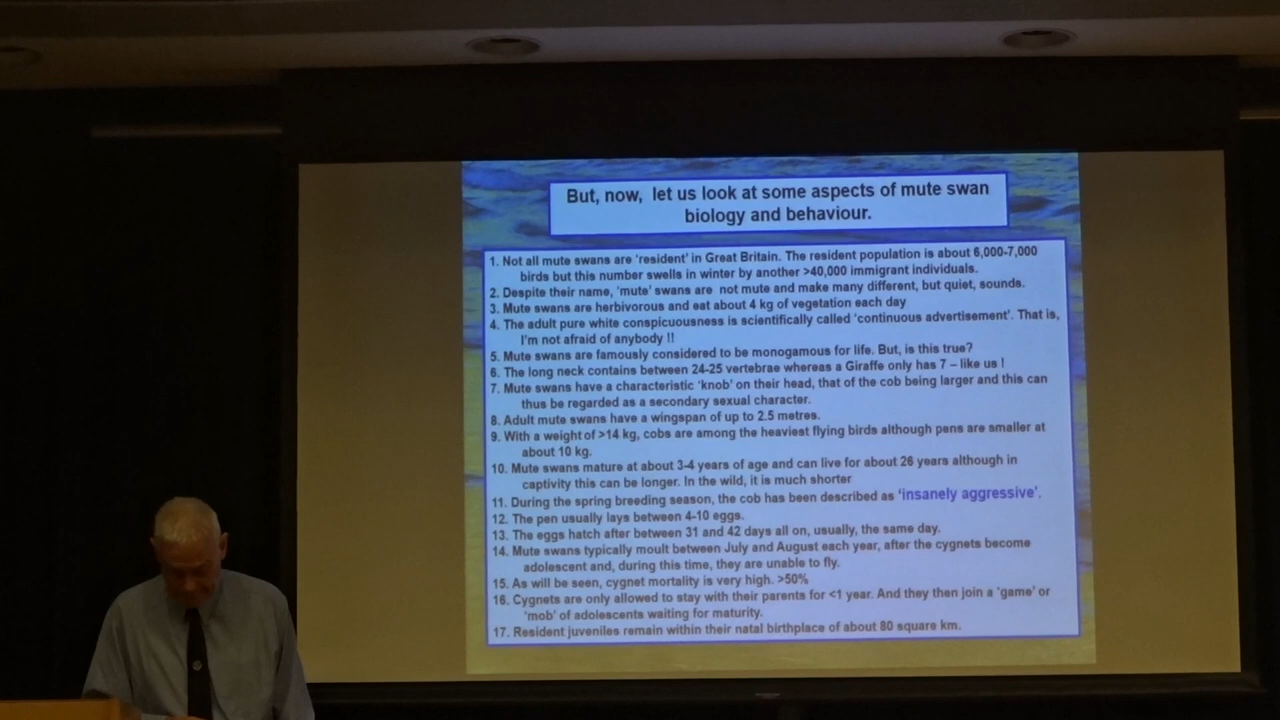 But, now, let us look at some aspects of mute swan
biology and behaviour.
1. Not all mute swans are 'resident' in Great Britain. The resident population is about 6,000-7,000
birds but this number swells in winter by another >40,000 immigrant individuals.
2. Despite their name, 'mute' swans are not mute and make many different, but quiet, sounds.
3. Mute swans are herbivorous and eat about 4 kg of vegetation each day
4. The adult pure white conspicuousness is scientifically called 'continuous advertisement'. That is,
I'm not afraid of anybody !!
5. Mute swans are famously considered to be monogamous for life. But, is this true?
6. The long neck contains between 24-25 vertebrae whereas a Giraffe only has 7 – like us !
7. Mute swans have a characteristic 'knob' on their head, that of the cob being larger and this can
thus be regarded as a secondary sexual character.
8. Adult mute swans have a wingspan of up to 2.5 metres.
9. With a weight of >14 kg, cobs are among the heaviest flying birds although pens are smaller at
about 10 kg.
10. Mute swans mature at about 3-4 years of age and can live for about 26 years although in
captivity this can be longer. In the wild, it is much shorter
11. During the spring breeding season, the cob has been described as 'insanely aggressive'.
12. The pen usually lays between 4-10 eggs.
13. The eggs hatch after between 31 and 42 days all on, usually, the same day.
14. Mute swans typically moult between July and August each year, after the cygnets become
adolescent and, during this time, they are unable to fly.
15. As will be seen, cygnet mortality is very high. >50%
16. Cygnets are only allowed to stay with their parents for <1 year. And they then join a 'game' or
'mob' of adolescents waiting for maturity.
17. Resident juveniles remain within their natal birthplace of about 80 square km.